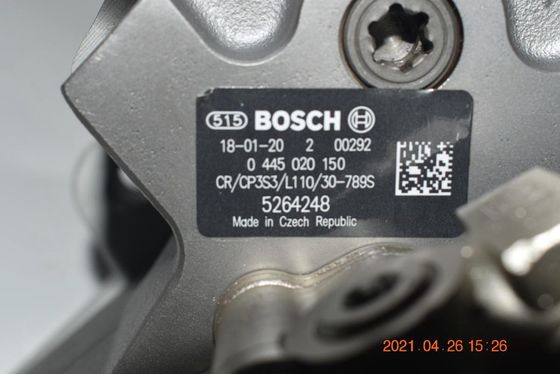 515 BOSCH
18-01-20 2 00292
0 445 020 150
CR/CP3S3/L110/30-789S
5264248
Made in Czech Republic
2021.04.26 15:26